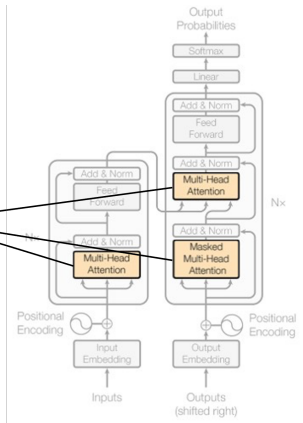 Output
Probabilities
Softmax
Linear
Add & Norm
Feed
Forward
Add & Norm
Multi-Head
Attention
Add & Norm
Masked
Multi-Head
Attention
N×
Positional
Encoding
Output
Embedding
Outputs
(shifted right)
Add & Norm
Feed
Forward
N×
Add & Norm
Multi-Head
Attention
Positional
Encoding
Input
Embedding
Inputs